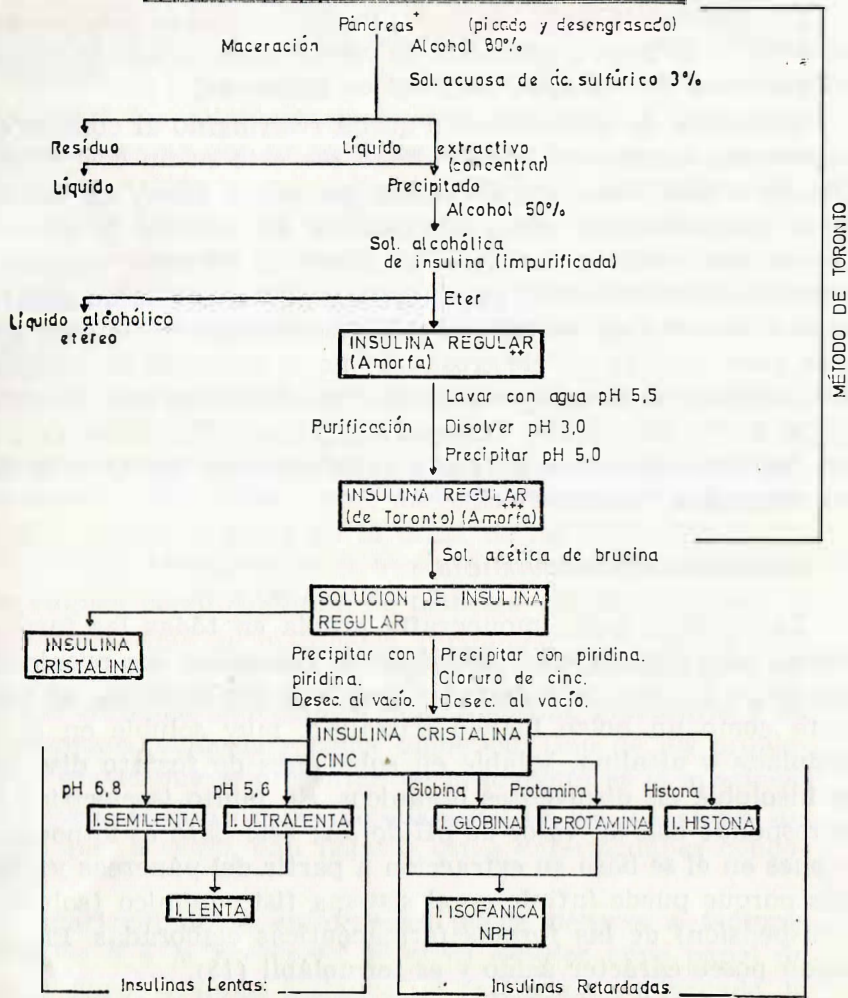 Páncreas+ (picado y desengrasado)
Maceración Alcohol 80%
Sol. acuosa de ác. sulfúrico 3%
Resíduo Líquido extractivo
(concentrar)
Líquido Precipitado
Alcohol 50%
Sol. alcohólica
de insulina (impurificada)
Eter
Líquido alcohólico
etéreo
INSULINA REGULAR
(Amorfa)++
Lavar con agua pH 5,5
Purificación Disolver pH 3,0
Precipitar pH 5,0
INSULINA REGULAR
(de Toronto) (Amorfa)+++
MÉTODO DE TORONTO
Sol. acética de brucina
SOLUCION DE INSULINA
REGULAR
INSULINA
CRISTALINA
Precipitar con
piridina.
Desec. al vacío.
Precipitar con piridina.
Cloruro de cinc.
Desec. al vacío.
INSULINA CRISTALINA
CINC
pH 6,8 pH 5,6 Globina Protamina Histona
I. SEMILENTA I. ULTRALENTA I. GLOBINA I. PROTAMINA I. HISTONA
I. LENTA
I. ISOFANICA
NPH
Insulinas Lentas: Insulinas Retardadas.